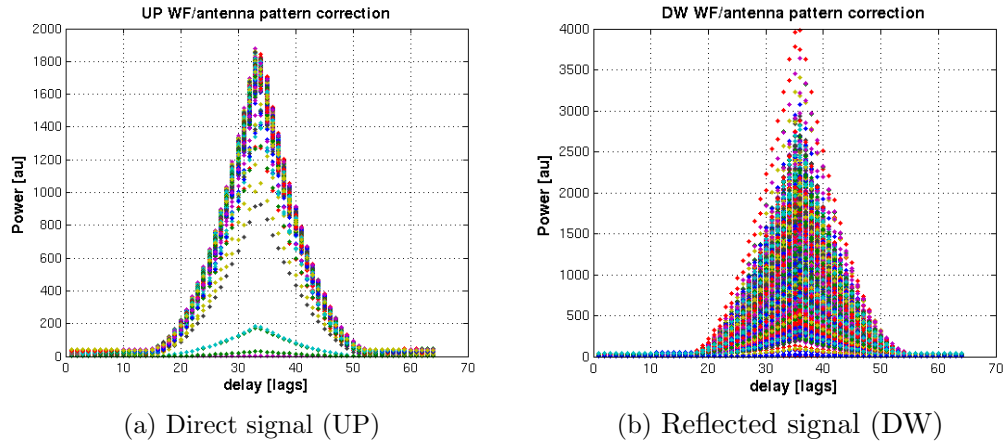 UP WF/antenna pattern correction
Power [au]
2000
1800
1600
1400
1200
1000
800
600
400
200
0
0 10 20 30 40 50 60 70
delay [lags]
(a) Direct signal (UP)
DW WF/antenna pattern correction
Power [au]
4000
3500
3000
2500
2000
1500
1000
500
0
0 10 20 30 40 50 60 70
delay [lags]
(b) Reflected signal (DW)